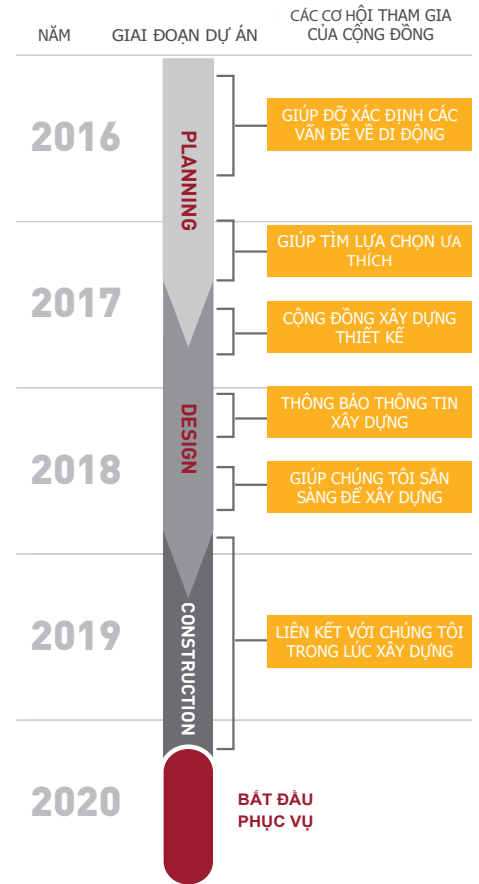 NĂM
GIAI ĐOẠN DỰ ÁN
CÁC CƠ HỘI THAM GIA
CỦA CỘNG ĐỒNG
2016
PLANNING
GIÚP ĐỠ XÁC ĐỊNH CÁC
VẤN ĐỀ VỀ DI ĐỘNG
GIÚP TÌM LỰA CHỌN ƯA
THÍCH
2017
CỘNG ĐỒNG XÂY DỰNG
THIẾT KẾ
DESIGN
THÔNG BÁO THÔNG TIN
XÂY DỰNG
2018
GIÚP CHÚNG TÔI SẴN
SÀNG ĐỂ XÂY DỰNG
2019
CONSTRUCTION
LIÊN KẾT VỚI CHÚNG TÔI
TRONG LÚC XÂY DỰNG
2020
BẮT ĐẦU
PHỤC VỤ